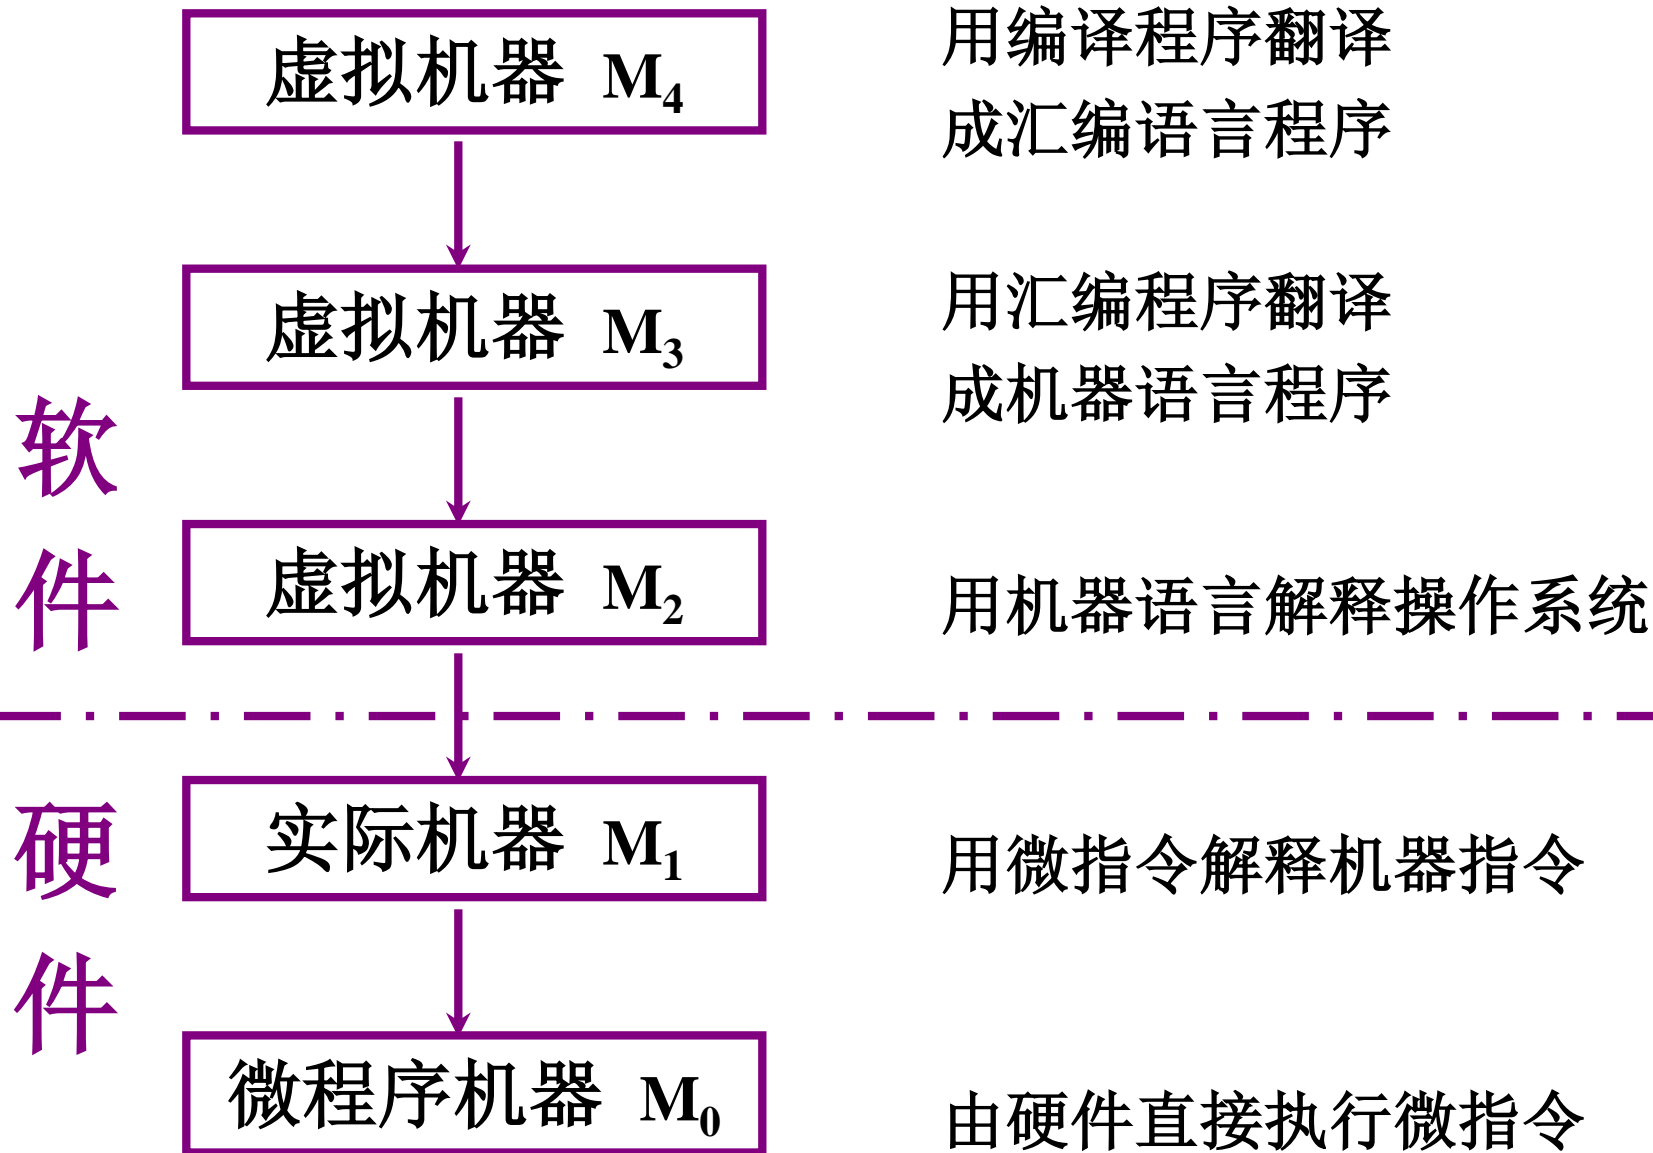 虚拟机器 M4
用编译程序翻译
成汇编语言程序
虚拟机器 M3
用汇编程序翻译
成机器语言程序
软
件
虚拟机器 M2
用机器语言解释操作系统
硬
件
实际机器 M1
用微指令解释机器指令
微程序机器 M0
由硬件直接执行微指令